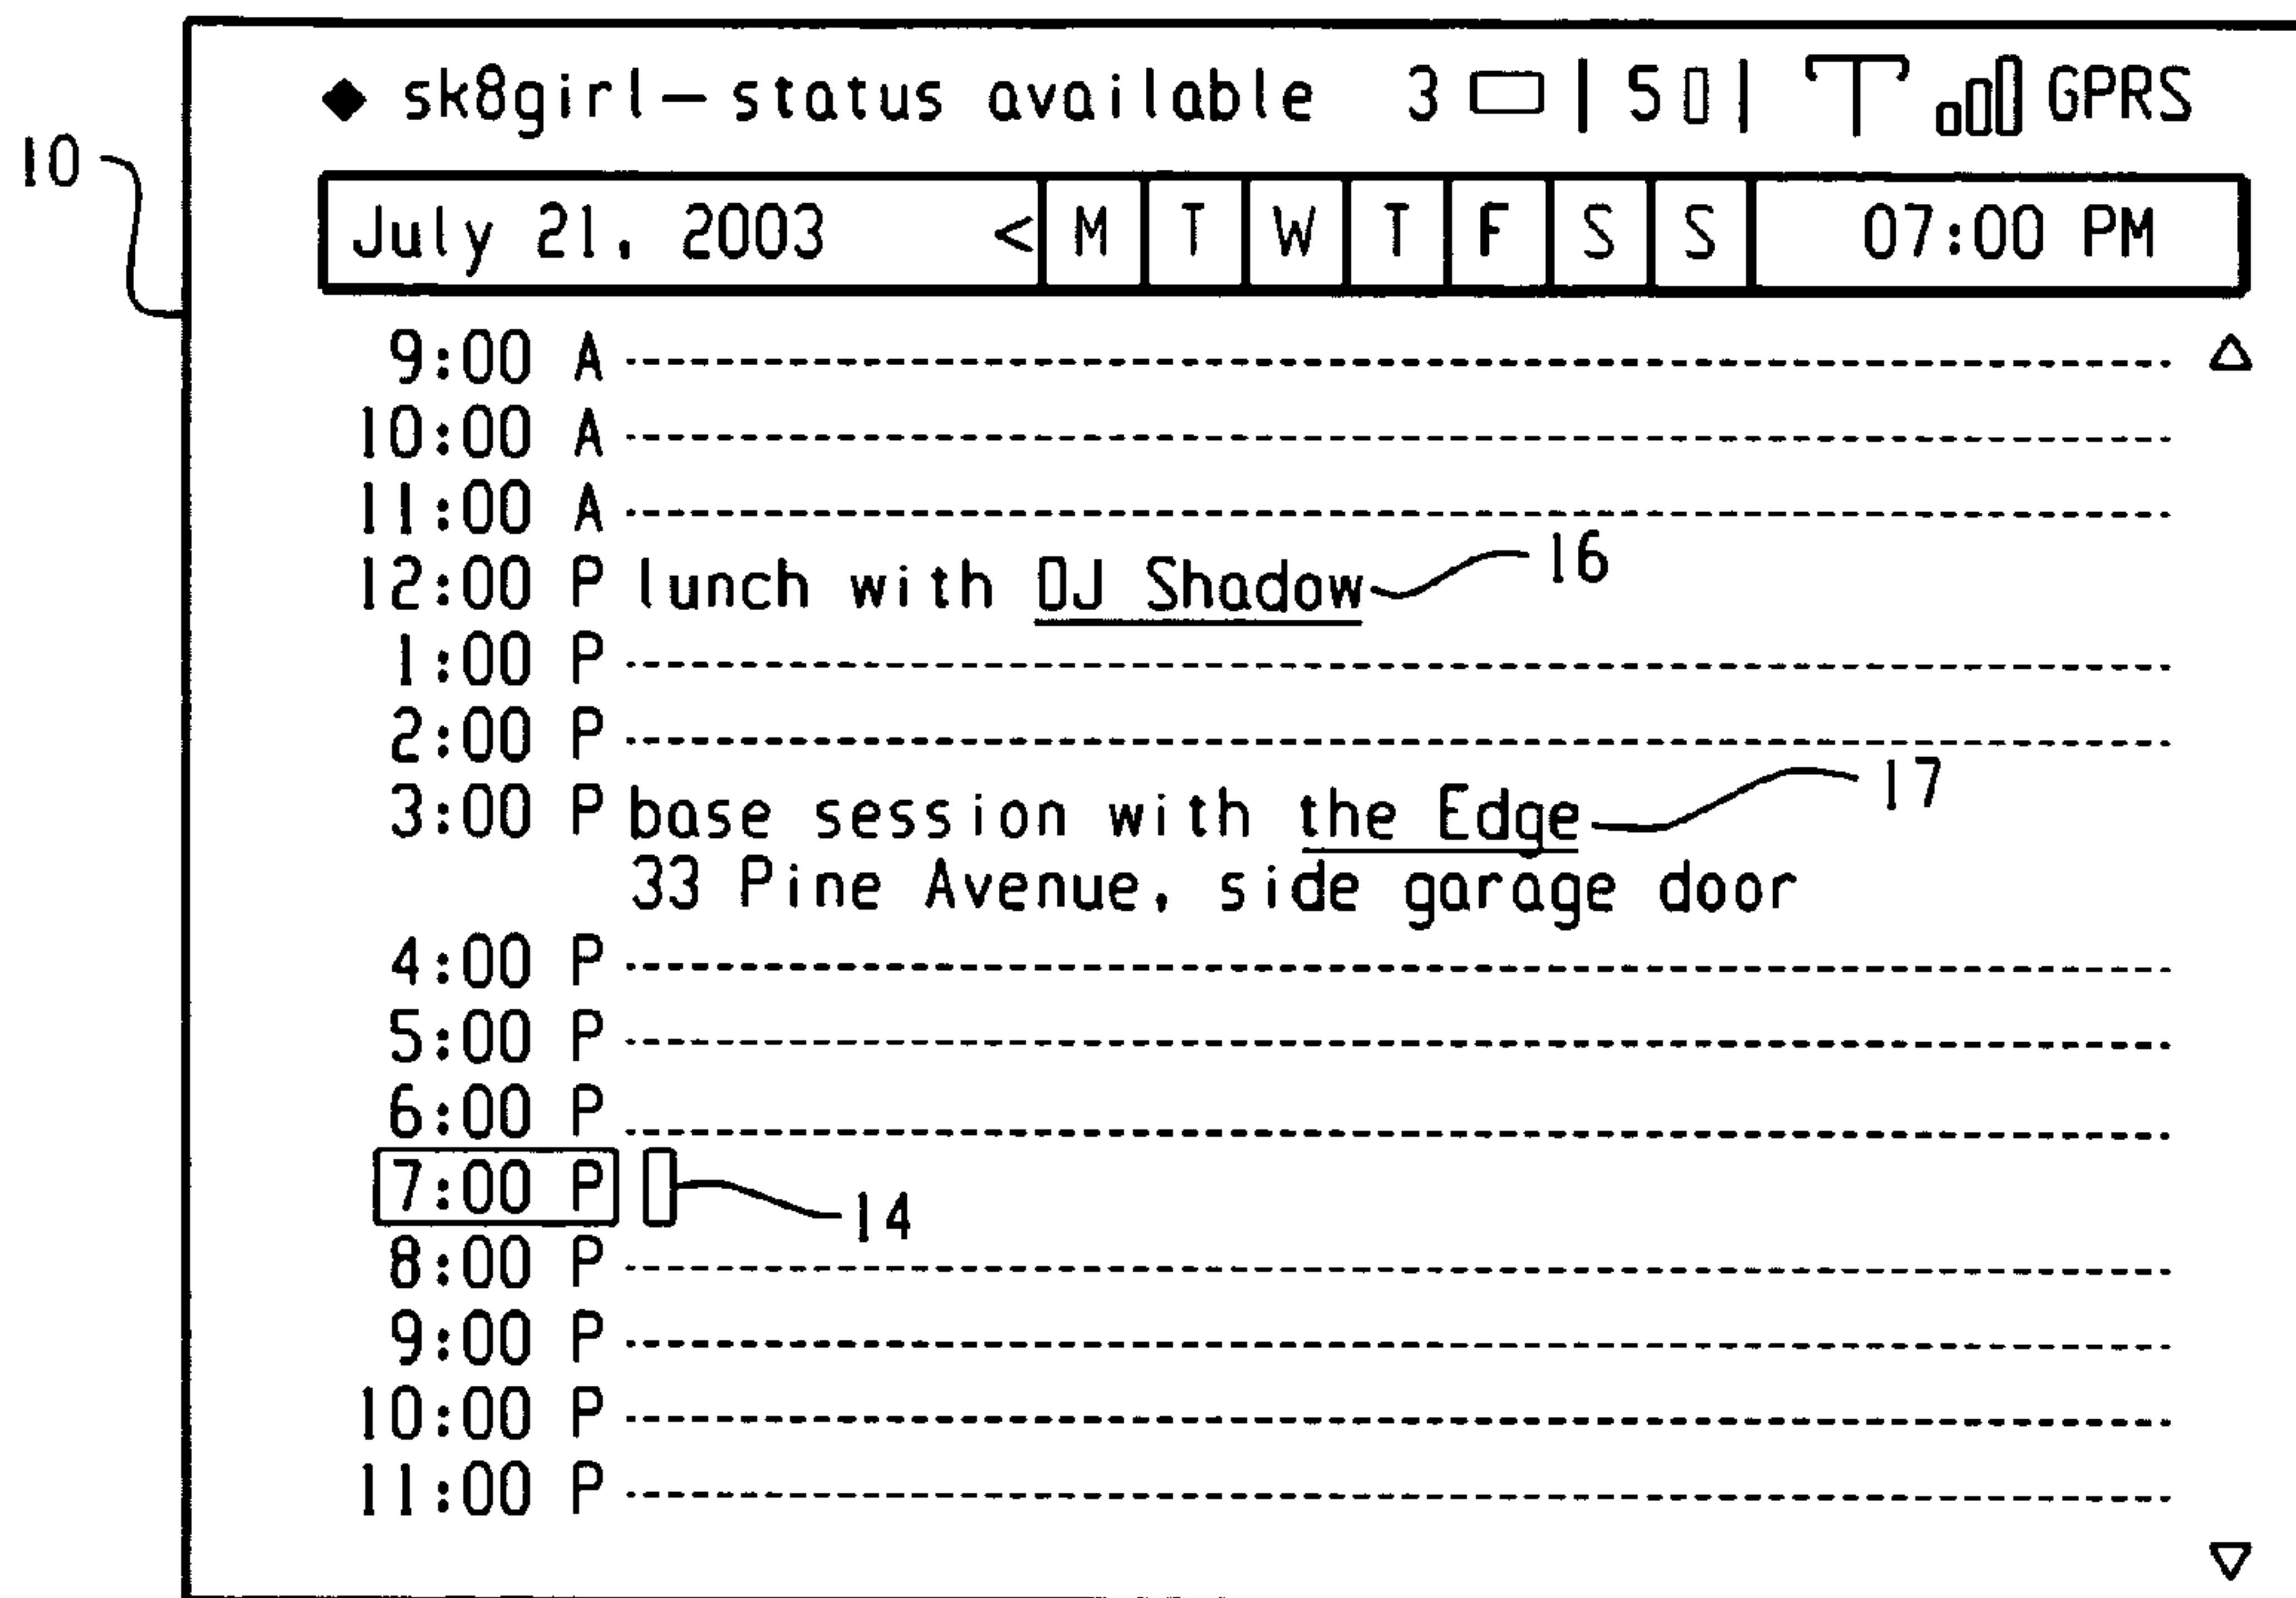 ◆ sk8girl—status available 3 | 5 | GPRS
10
July 21, 2003 < M T W T F S S 07:00 PM
9:00 A
10:00 A
11:00 A
12:00 P lunch with DJ Shadow 16
1:00 P
2:00 P
3:00 P base session with the Edge 17
33 Pine Avenue, side garage door
4:00 P
5:00 P
6:00 P
7:00 P 14
8:00 P
9:00 P
10:00 P
11:00 P